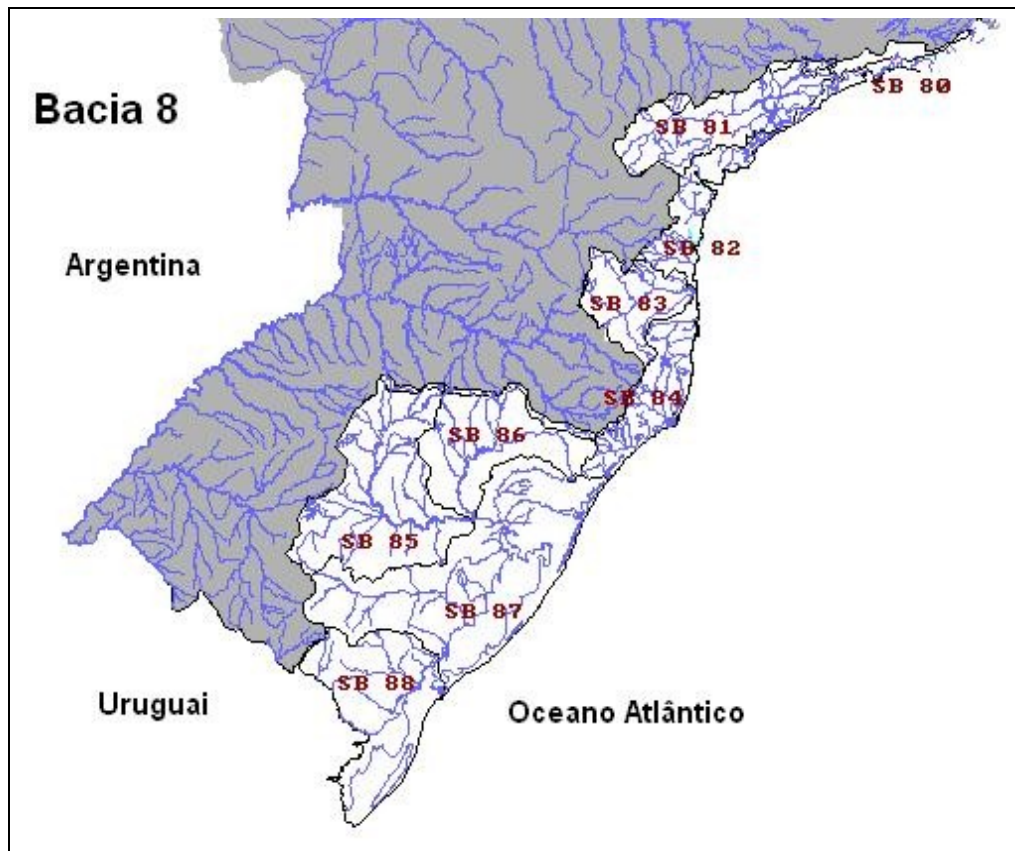 Bacia 8
SB 80
SB 81
Argentina
SB 82
SB 83
SB 84
SB 86
SB 85
SB 87
SB 88
Uruguai
Oceano Atlântico